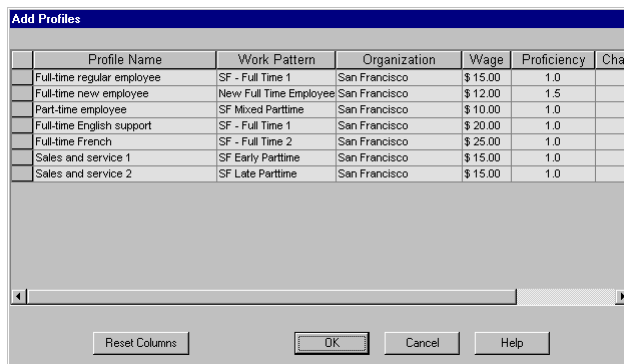 Add Profiles
Profile Name Work Pattern Organization Wage Proficiency Cha
Full-time regular employee SF - Full Time 1 San Francisco $ 15.00 1.0
Full-time new employee New Full Time Employee San Francisco $ 12.00 1.5
Part-time employee SF Mixed Parttime San Francisco $ 10.00 1.0
Full-time English support SF - Full Time 1 San Francisco $ 20.00 1.0
Full-time French SF - Full Time 2 San Francisco $ 25.00 1.0
Sales and service 1 SF Early Parttime San Francisco $ 15.00 1.0
Sales and service 2 SF Late Parttime San Francisco $ 15.00 1.0
Reset Columns OK Cancel Help